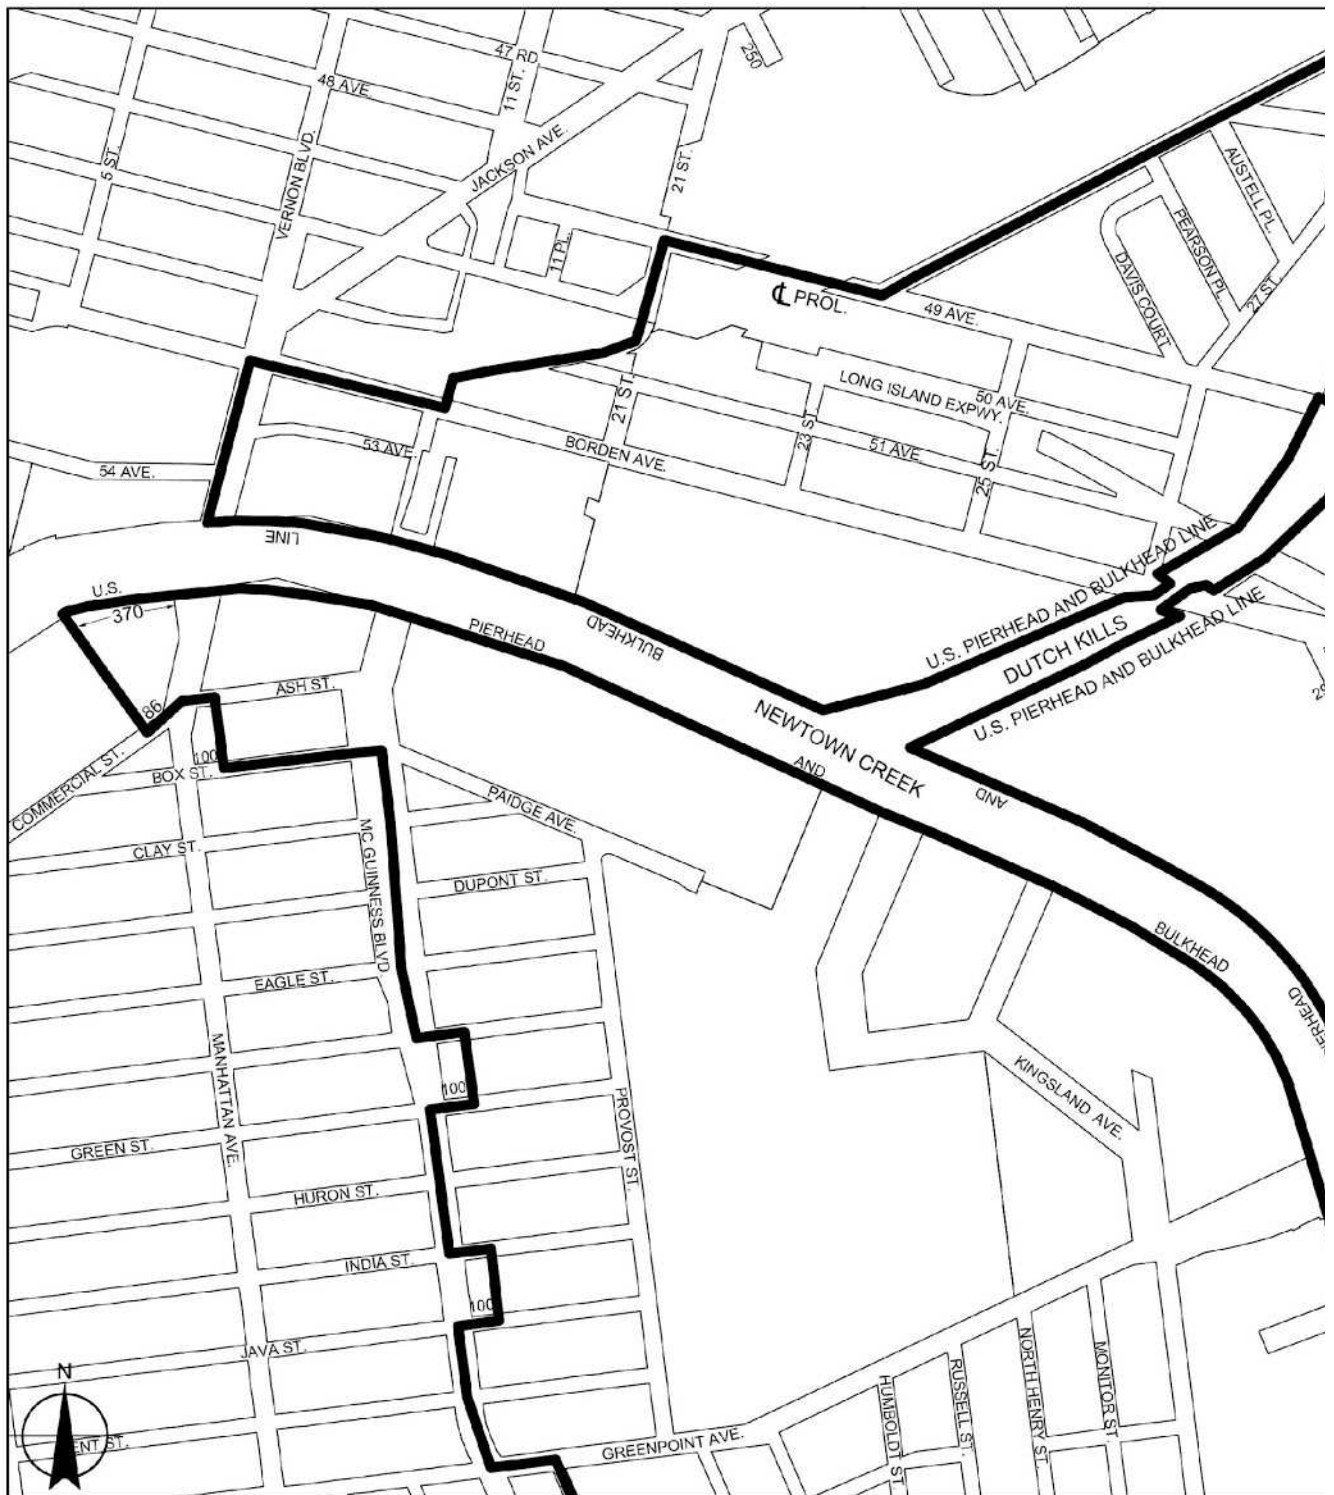 47 RD
250
48 AVE.
11 ST.
JACKSON AVE.
5 ST.
VERNON BLVD.
21 ST.
AUSTELL PL.
PEARSON PL.
11 PL.
DAVIS COURT
27 ST.
℄ PROL.
49 AVE.
LONG ISLAND EXPWY.
50 AVE.
21 ST.
23 ST
53 AVE.
BORDEN AVE.
51 AVE.
25 ST.
54 AVE.
LINE
U.S. PIERHEAD AND BULKHEAD LINE
U.S.
370
PIERHEAD
BULKHEAD
DUTCH KILLS
U.S. PIERHEAD AND BULKHEAD LINE
ASH ST.
86
NEWTOWN CREEK
100
COMMERCIAL ST.
BOX ST.
AND
AND
PAIDGE AVE.
MC GUINNESS BLVD.
CLAY ST.
DUPONT ST.
BULKHEAD
EAGLE ST.
MANHATTAN AVE.
KINGSLAND AVE.
100
PROVOST ST.
GREEN ST.
HURON ST.
INDIA ST.
100
JAVA ST.
N
GREENPOINT AVE.
HUMBOLDT ST.
RUSSELL ST.
NORTH HENRY ST.
MONITOR ST.